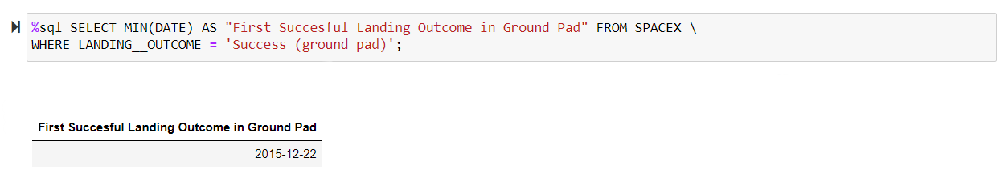 %sql SELECT MIN(DATE) AS "First Succesful Landing Outcome in Ground Pad" FROM SPACEX \
WHERE LANDING__OUTCOME = 'Success (ground pad)';
First Succesful Landing Outcome in Ground Pad
2015-12-22